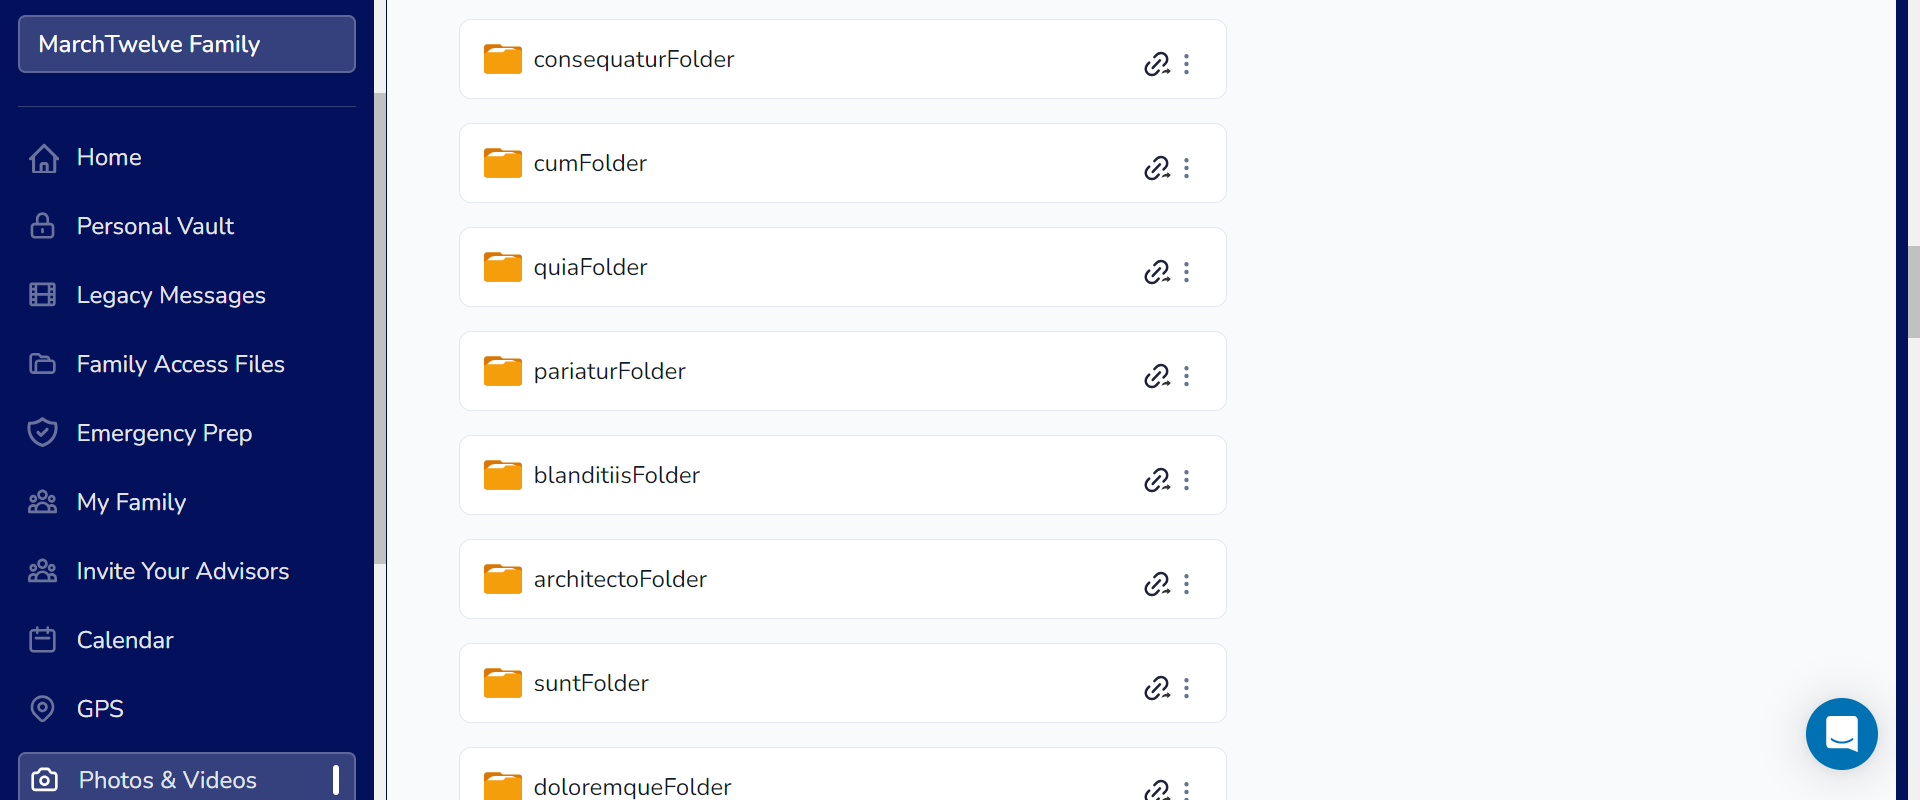 MarchTwelve Family
Home
Personal Vault
Legacy Messages
Family Access Files
Emergency Prep
My Family
Invite Your Advisors
Calendar
GPS
Photos & Videos
consequaturFolder
cumFolder
quiaFolder
pariaturFolder
blanditiisFolder
architectoFolder
suntFolder
doloremqueFolder